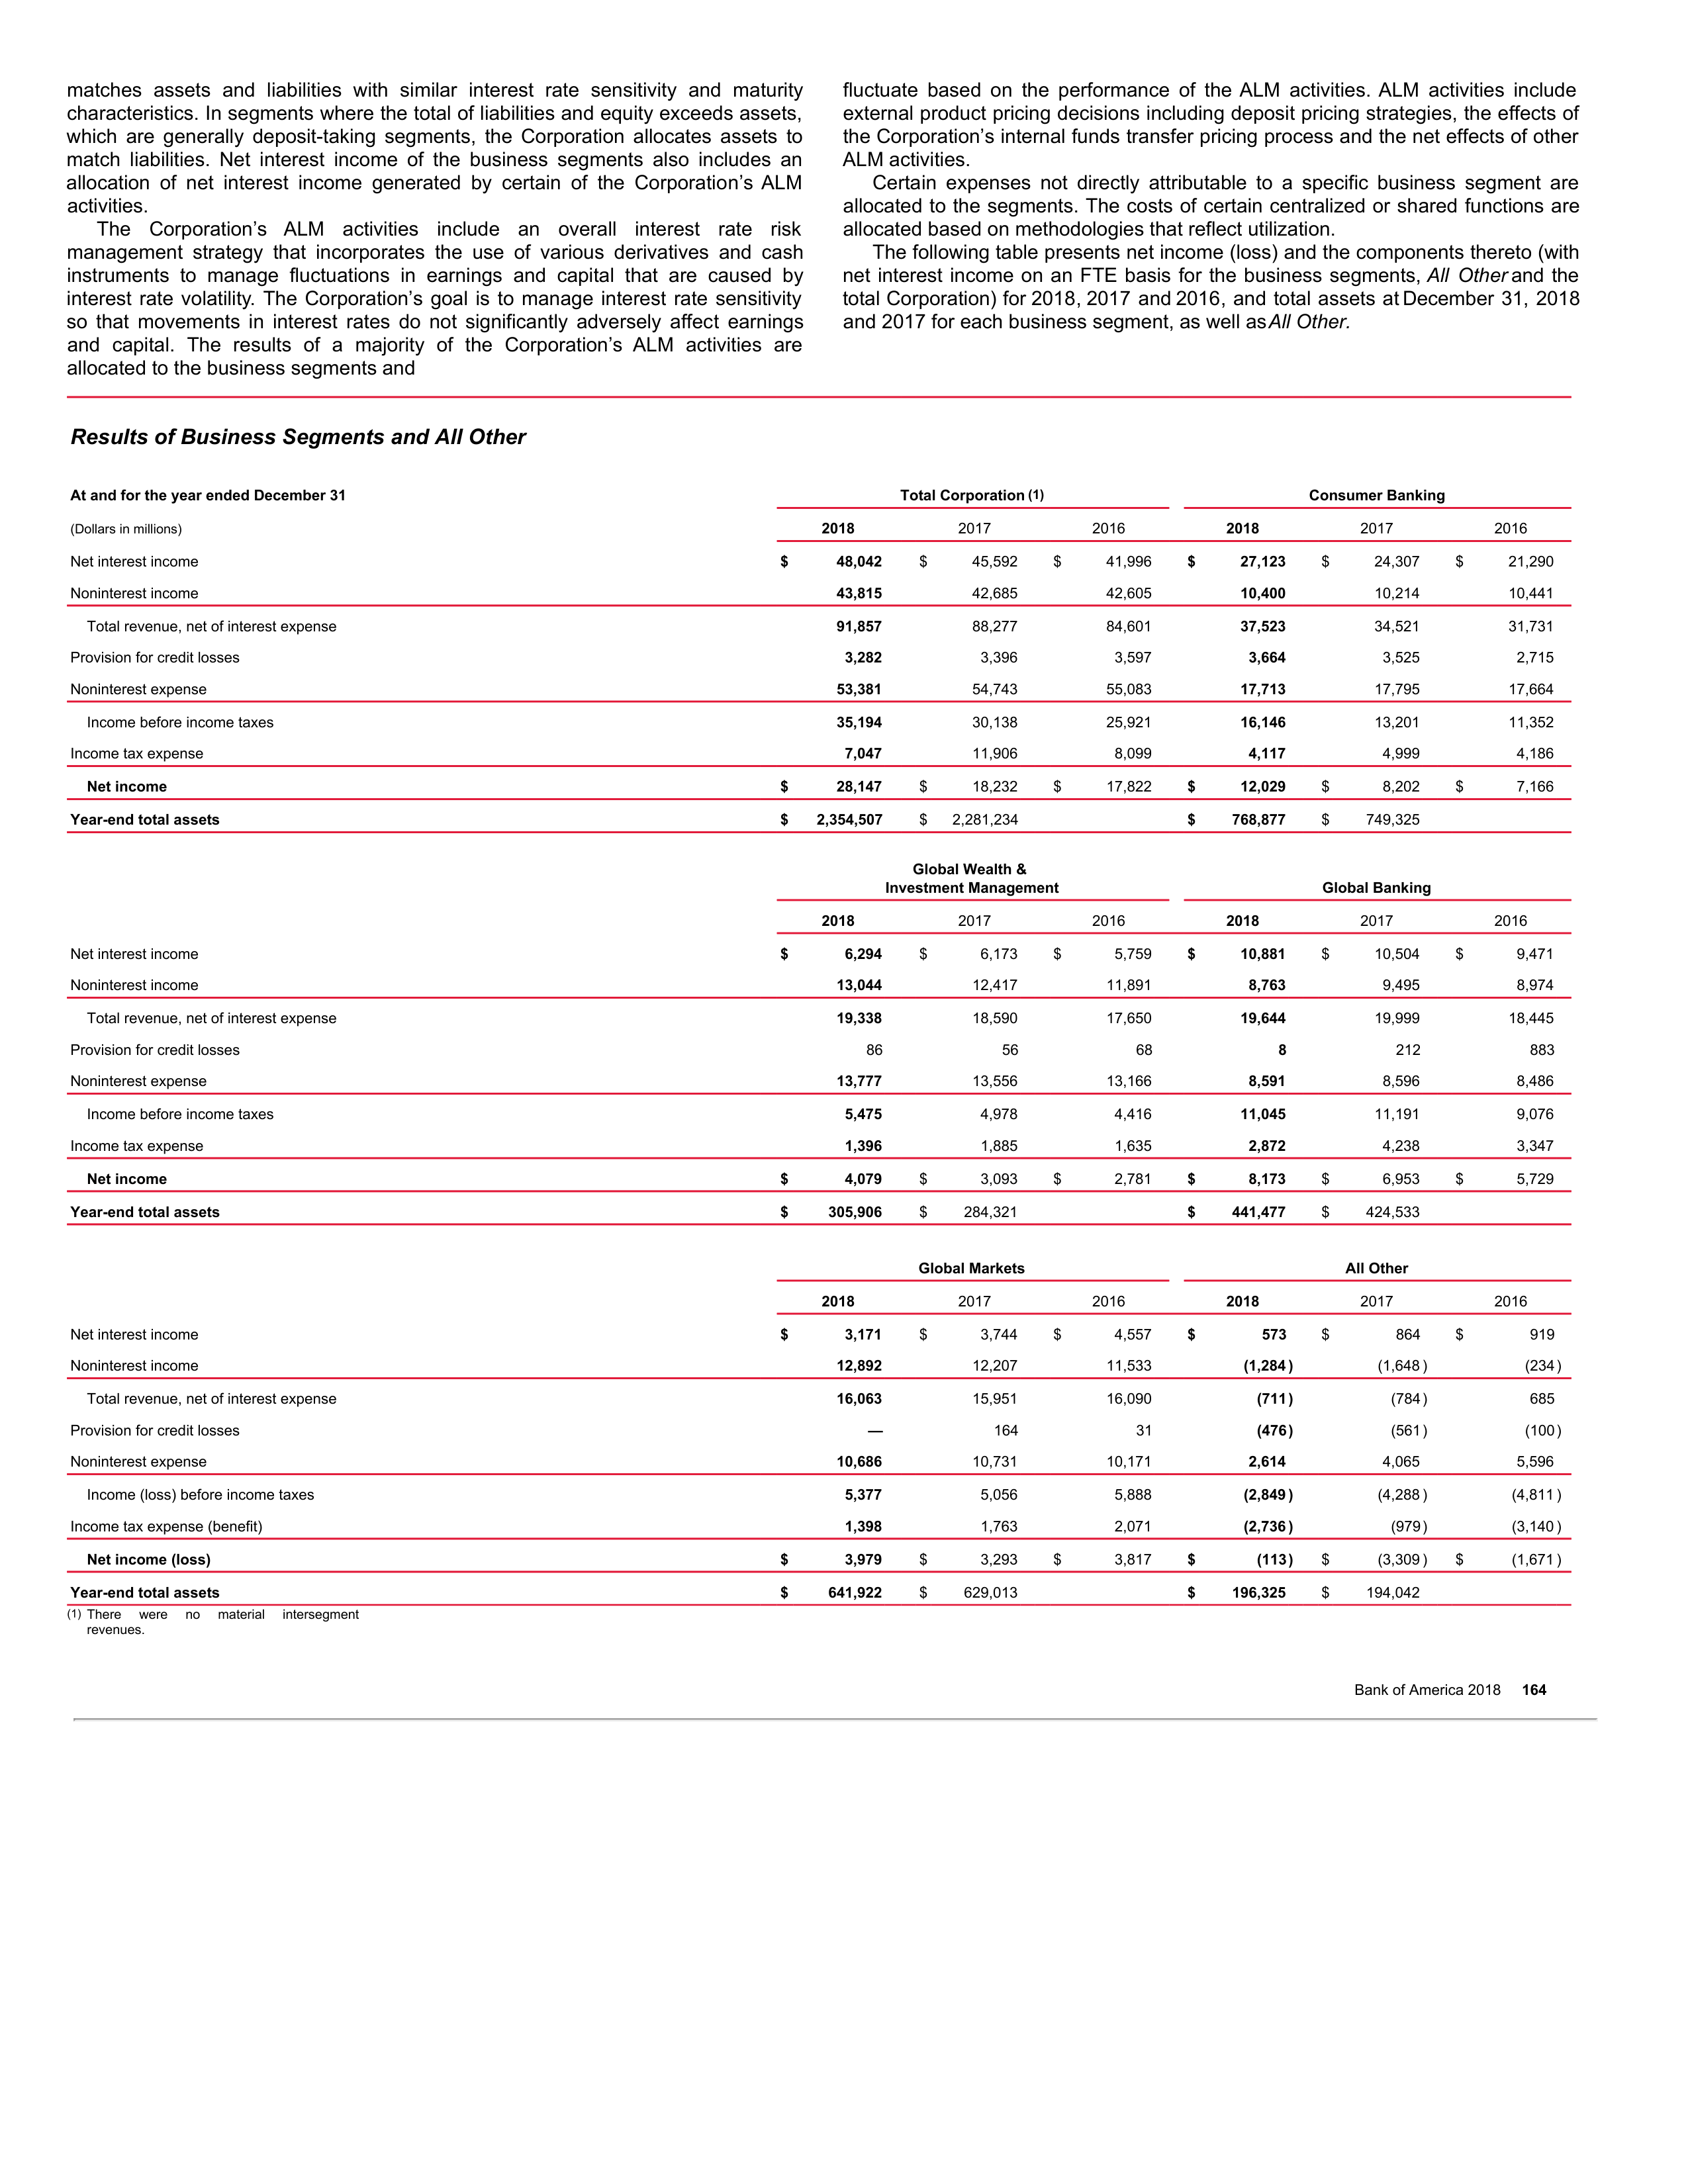 matches assets and liabilities with similar interest rate sensitivity and maturity
characteristics. In segments where the total of liabilities and equity exceeds assets,
which are generally deposit-taking segments, the Corporation allocates assets to
match liabilities. Net interest income of the business segments also includes an
allocation of net interest income generated by certain of the Corporation’s ALM
activities.
The Corporation’s ALM activities include an overall interest rate risk
management strategy that incorporates the use of various derivatives and cash
instruments to manage fluctuations in earnings and capital that are caused by
interest rate volatility. The Corporation’s goal is to manage interest rate sensitivity
so that movements in interest rates do not significantly adversely affect earnings
and capital. The results of a majority of the Corporation’s ALM activities are
allocated to the business segments and
fluctuate based on the performance of the ALM activities. ALM activities include
external product pricing decisions including deposit pricing strategies, the effects of
the Corporation’s internal funds transfer pricing process and the net effects of other
ALM activities.
Certain expenses not directly attributable to a specific business segment are
allocated to the segments. The costs of certain centralized or shared functions are
allocated based on methodologies that reflect utilization.
The following table presents net income (loss) and the components thereto (with
net interest income on an FTE basis for the business segments, All Other and the
total Corporation) for 2018, 2017 and 2016, and total assets at December 31, 2018
and 2017 for each business segment, as well as All Other.
Results of Business Segments and All Other
At and for the year ended December 31 Total Corporation (1) Consumer Banking
(Dollars in millions) 2018 2017 2016 2018 2017 2016
Net interest income $ 48,042 $ 45,592 $ 41,996 $ 27,123 $ 24,307 $ 21,290
Noninterest income 43,815 42,685 42,605 10,400 10,214 10,441
Total revenue, net of interest expense 91,857 88,277 84,601 37,523 34,521 31,731
Provision for credit losses 3,282 3,396 3,597 3,664 3,525 2,715
Noninterest expense 53,381 54,743 55,083 17,713 17,795 17,664
Income before income taxes 35,194 30,138 25,921 16,146 13,201 11,352
Income tax expense 7,047 11,906 8,099 4,117 4,999 4,186
Net income $ 28,147 $ 18,232 $ 17,822 $ 12,029 $ 8,202 $ 7,166
Year-end total assets $ 2,354,507 $ 2,281,234 $ 768,877 $ 749,325
Global Wealth &
Investment Management Global Banking
2018 2017 2016 2018 2017 2016
Net interest income $ 6,294 $ 6,173 $ 5,759 $ 10,881 $ 10,504 $ 9,471
Noninterest income 13,044 12,417 11,891 8,763 9,495 8,974
Total revenue, net of interest expense 19,338 18,590 17,650 19,644 19,999 18,445
Provision for credit losses 86 56 68 8 212 883
Noninterest expense 13,777 13,556 13,166 8,591 8,596 8,486
Income before income taxes 5,475 4,978 4,416 11,045 11,191 9,076
Income tax expense 1,396 1,885 1,635 2,872 4,238 3,347
Net income $ 4,079 $ 3,093 $ 2,781 $ 8,173 $ 6,953 $ 5,729
Year-end total assets $ 305,906 $ 284,321 $ 441,477 $ 424,533
Global Markets All Other
2018 2017 2016 2018 2017 2016
Net interest income $ 3,171 $ 3,744 $ 4,557 $ 573 $ 864 $ 919
Noninterest income 12,892 12,207 11,533 (1,284) (1,648) (234)
Total revenue, net of interest expense 16,063 15,951 16,090 (711) (784) 685
Provision for credit losses — 164 31 (476) (561) (100)
Noninterest expense 10,686 10,731 10,171 2,614 4,065 5,596
Income (loss) before income taxes 5,377 5,056 5,888 (2,849) (4,288) (4,811)
Income tax expense (benefit) 1,398 1,763 2,071 (2,736) (979) (3,140)
Net income (loss) $ 3,979 $ 3,293 $ 3,817 $ (113) $ (3,309) $ (1,671)
Year-end total assets $ 641,922 $ 629,013 $ 196,325 $ 194,042
(1) There were no material intersegment
revenues.
Bank of America 2018 164